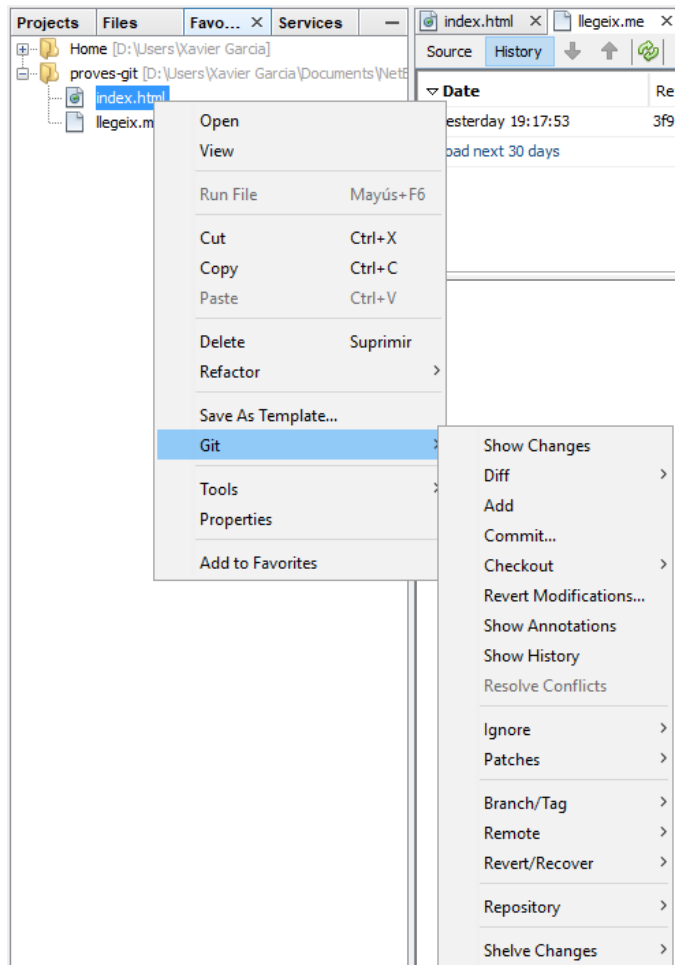 Projects Files Favo... Services
index.html llegeix.me
Home [D:\Users\Xavier Garcia]
Source History
proves-git [D:\Users\Xavier Garcia\Documents\NetB
index.html
Date Re
llegeix.m
esterday 19:17:53 3f9
oad next 30 days
Open
View
Run File Mayús+F6
Cut Ctrl+X
Copy Ctrl+C
Paste Ctrl+V
Delete Suprimir
Refactor
Save As Template...
Git
Tools
Properties
Add to Favorites
Show Changes
Diff
Add
Commit...
Checkout
Revert Modifications...
Show Annotations
Show History
Resolve Conflicts
Ignore
Patches
Branch/Tag
Remote
Revert/Recover
Repository
Shelve Changes